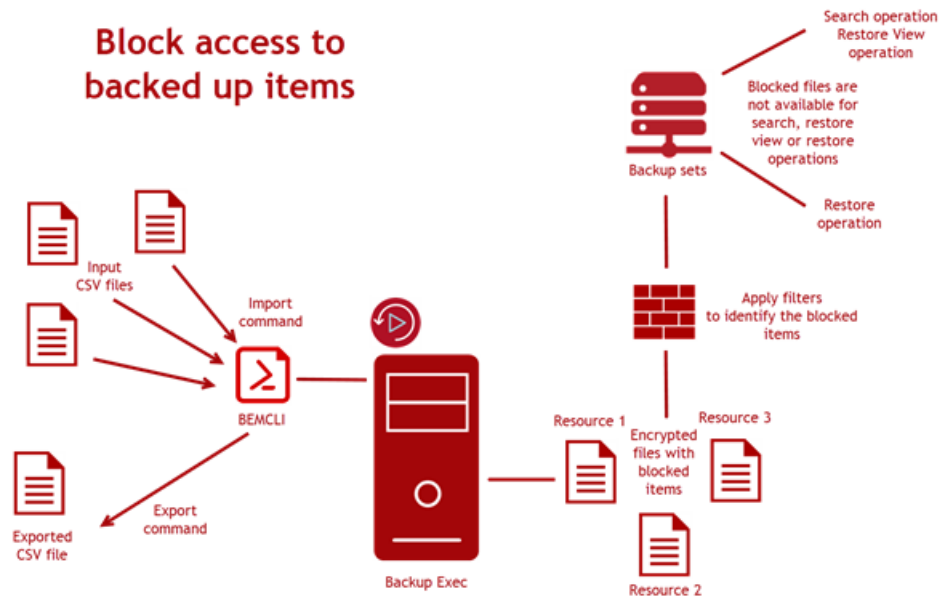 Block access to
backed up items
Search operation
Restore View
operation
Blocked files are
not available for
search, restore
view or restore
operations
Backup sets
Restore
operation
Input
CSV files
Import
command
Apply filters
to identify the blocked
items
BEMCLI
Resource 1
Resource 3
Encrypted
files with
blocked
items
Export
command
Exported
CSV file
Backup Exec
Resource 2